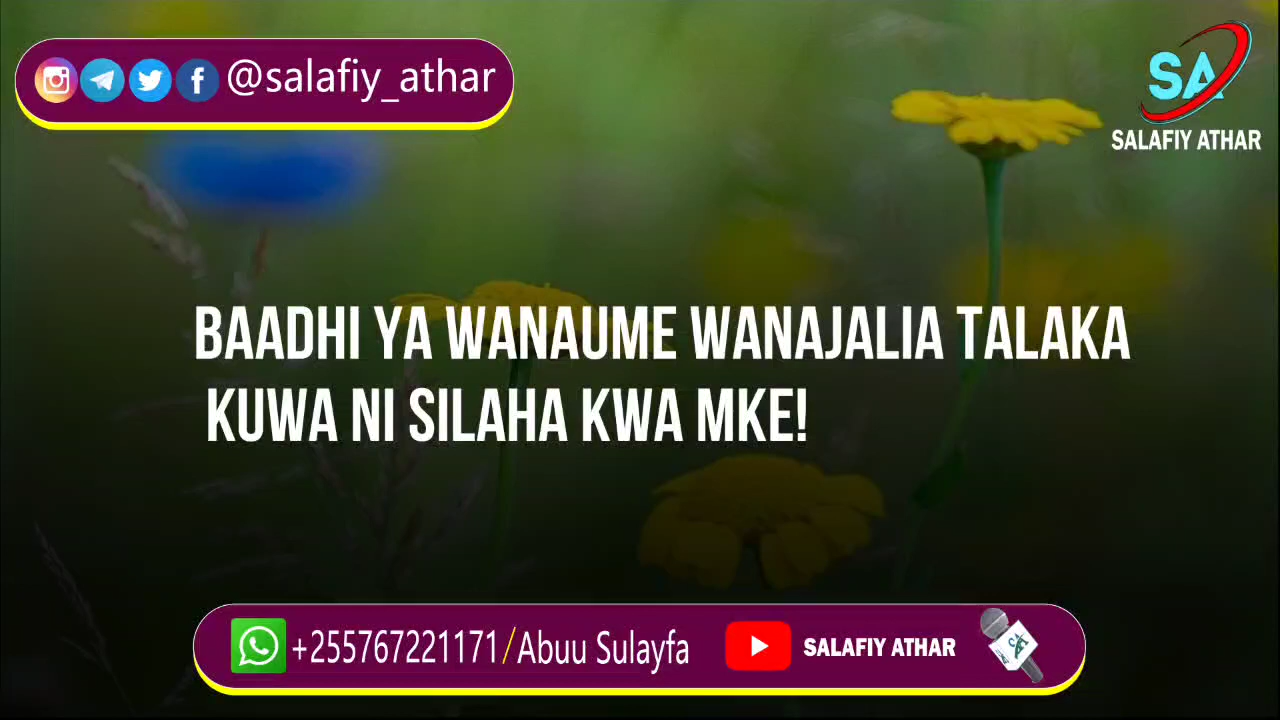 @salafiy_athar
SA
SALAFIY ATHAR
BAADHI YA WANAUME WANAJALIA TALAKA
KUWA NI SILAHA KWA MKE!
+255767221171/Abuu Sulayfa
SALAFIY ATHAR